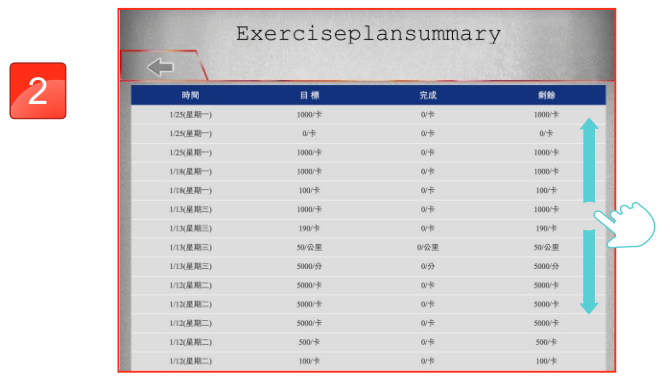 Exerciseplansummary
2
時間 目標 完成 剩餘
1/25(星期一) 1000/卡 0/卡 1000/卡
1/25(星期一) 0/卡 0/卡 0/卡
1/25(星期一) 1000/卡 0/卡 1000/卡
1/18(星期一) 1000/卡 0/卡 1000/卡
1/18(星期一) 100/卡 0/卡 100/卡
1/13(星期三) 1000/卡 0/卡 1000/卡
1/13(星期三) 190/卡 0/卡 190/卡
1/13(星期三) 50/公里 0/公里 50/公里
1/13(星期三) 5000/分 0/分 5000/分
1/12(星期二) 5000/卡 0/卡 5000/卡
1/12(星期二) 5000/卡 0/卡 5000/卡
1/12(星期二) 5000/卡 0/卡 5000/卡
1/12(星期二) 500/卡 0/卡 500/卡
1/12(星期二) 100/卡 0/卡 100/卡